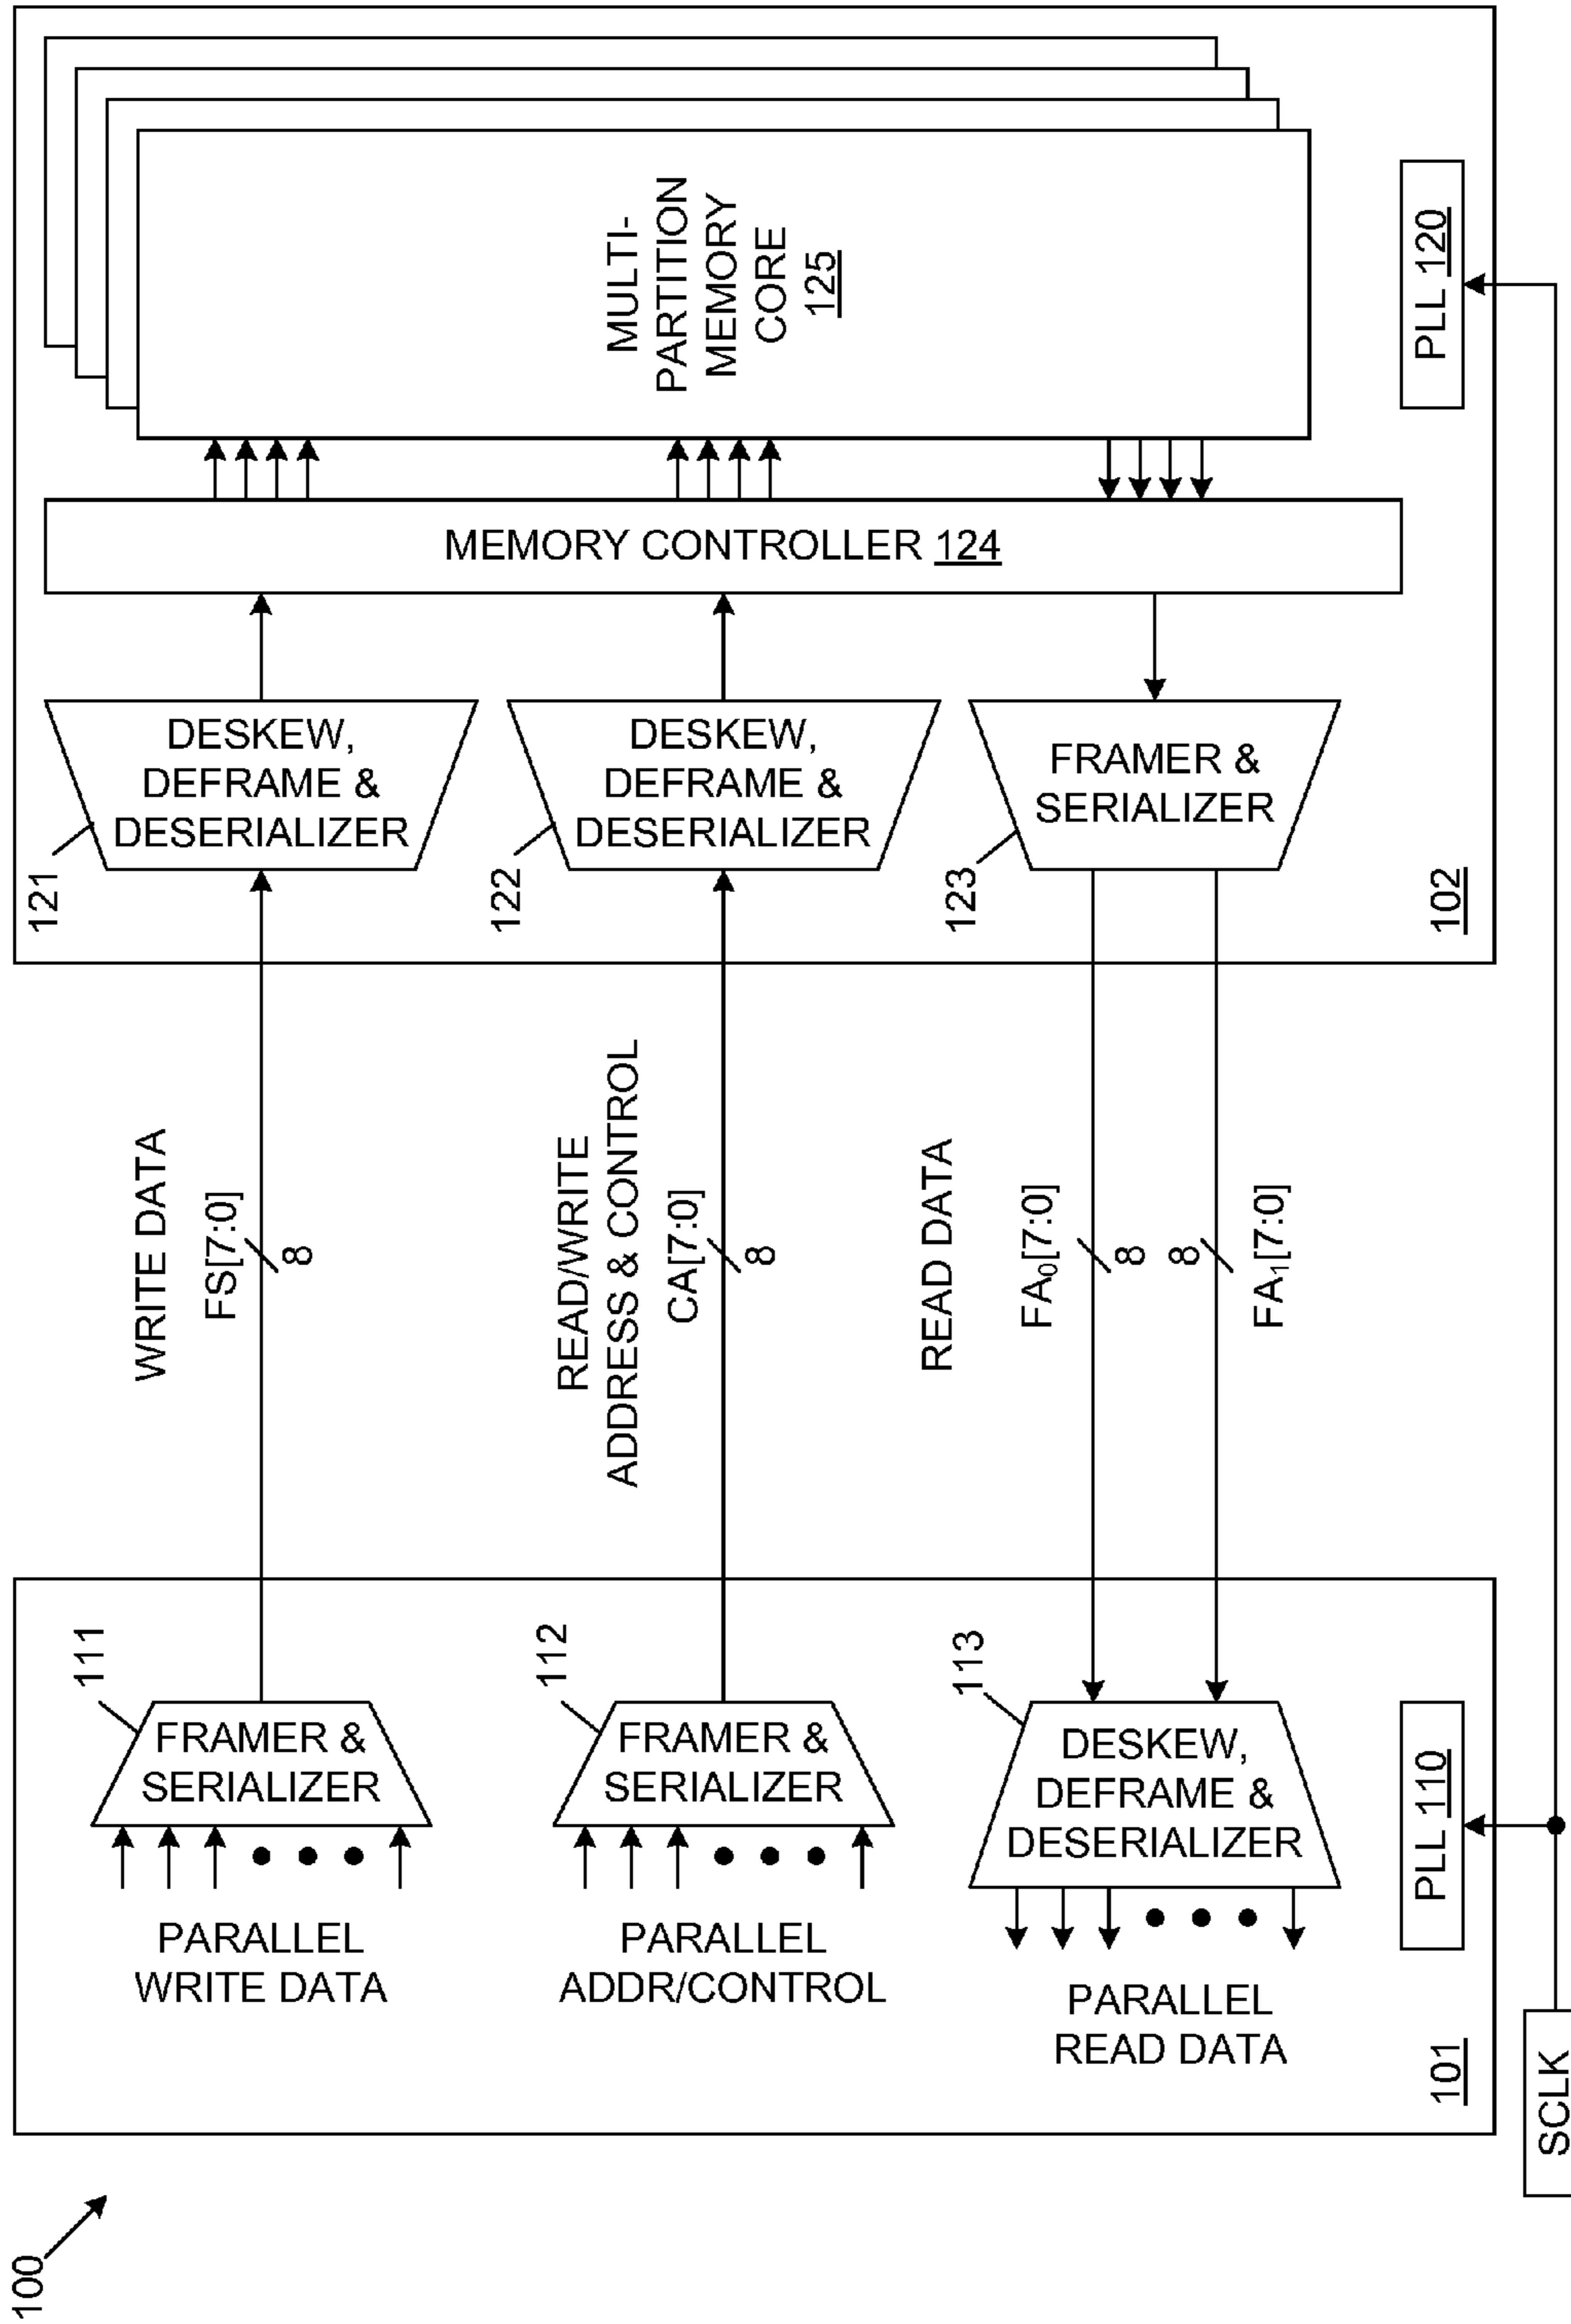 100
101
111
FRAMER &
SERIALIZER
PARALLEL
WRITE DATA
112
FRAMER &
SERIALIZER
PARALLEL
ADDR/CONTROL
113
DESKEW,
DEFRAME &
DESERIALIZER
PARALLEL
READ DATA
PLL 110
SCLK
WRITE DATA
FS[7:0]
8
READ/WRITE
ADDRESS & CONTROL
CA[7:0]
8
READ DATA
FA₀[7:0]
8
8
FA₁[7:0]
121
DESKEW,
DEFRAME &
DESERIALIZER
122
DESKEW,
DEFRAME &
DESERIALIZER
123
FRAMER &
SERIALIZER
102
MEMORY CONTROLLER 124
MULTI-
PARTITION
MEMORY
CORE
125
PLL 120